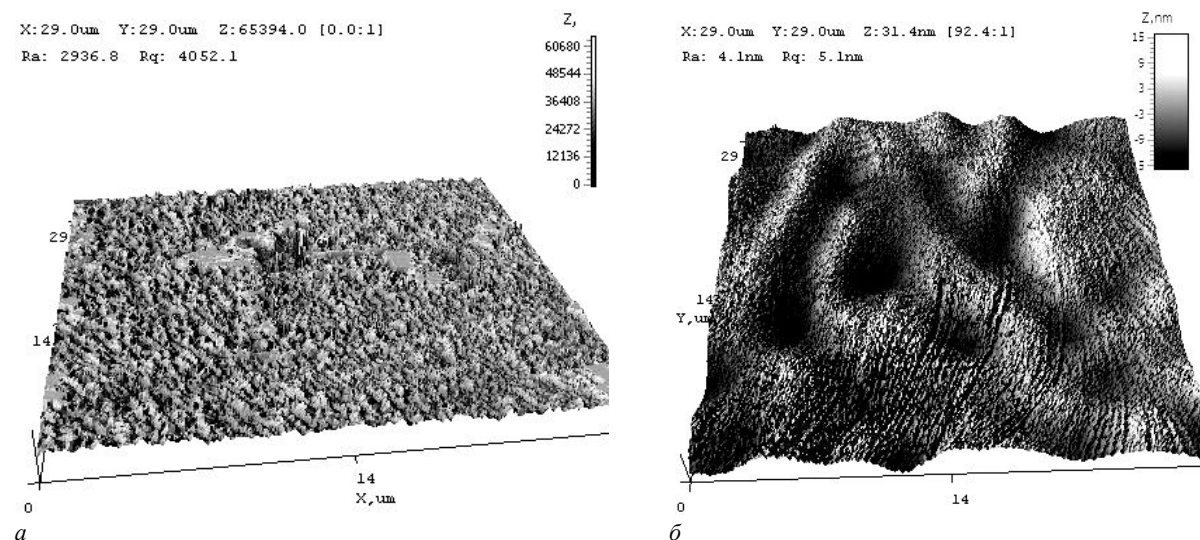 X:29.0um Y:29.0um Z:65394.0 [0.0:1]
Ra: 2936.8 Rq: 4052.1
Z,
60680
48544
36408
24272
12136
0
29
14
0
14
X,um
а
X:29.0um Y:29.0um Z:31.4nm [92.4:1]
Ra: 4.1nm Rq: 5.1nm
Z,nm
15
9
3
-3
-9
5
29
14
Y,um
0
14
б